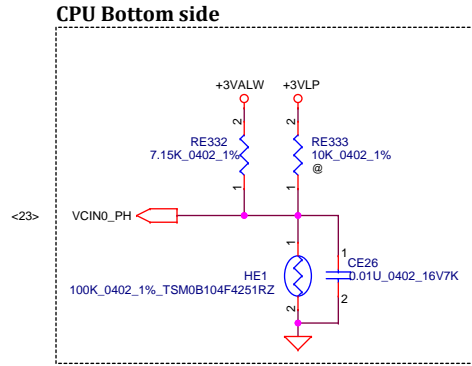 CPU Bottom side
+3VALW +3VLP
2 2
RE332 RE333
7.15K_0402_1% 10K_0402_1%
@
1 1
<23> VCIN0_PH
1 1
CE26
HE1 0.01U_0402_16V7K
100K_0402_1%_TSM0B104F4251RZ
2 2